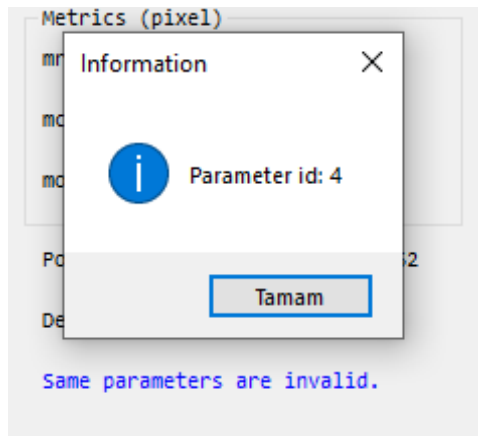 Metrics (pixel)
Information
Parameter id: 4
Tamam
Same parameters are invalid.